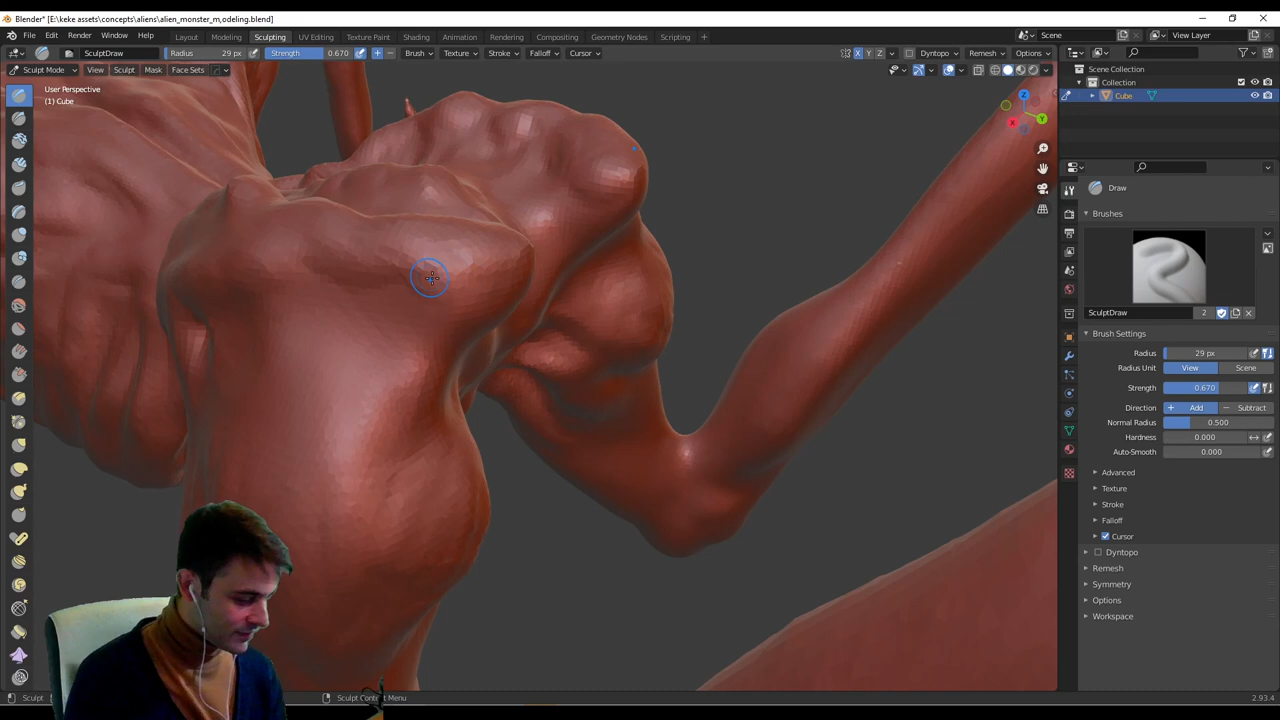 Blender* [E:\keke assets\concepts\aliens\alien_monster_m,odeling.blend]
File Edit Render Window Help Layout Modeling Sculpting UV Editing Texture Paint Shading Animation Rendering Compositing Geometry Nodes Scripting + Scene View Layer
SculptDraw Radius 29 px Strength 0.670 + − Brush Texture Stroke Falloff Cursor X Y Z Dyntopo Remesh Options
Sculpt Mode View Sculpt Mask Face Sets
User Perspective
(1) Cube
Z
Y
X
Scene Collection
Collection
Cube
Draw
Brushes
SculptDraw 2
Brush Settings
Radius 29 px
Radius Unit View Scene
Strength 0.670
Direction + Add − Subtract
Normal Radius 0.500
Hardness 0.000
Auto-Smooth 0.000
Advanced
Texture
Stroke
Falloff
Cursor
Dyntopo
Remesh
Symmetry
Options
Workspace
Sculpt Sculpt Context Menu 2.93.4